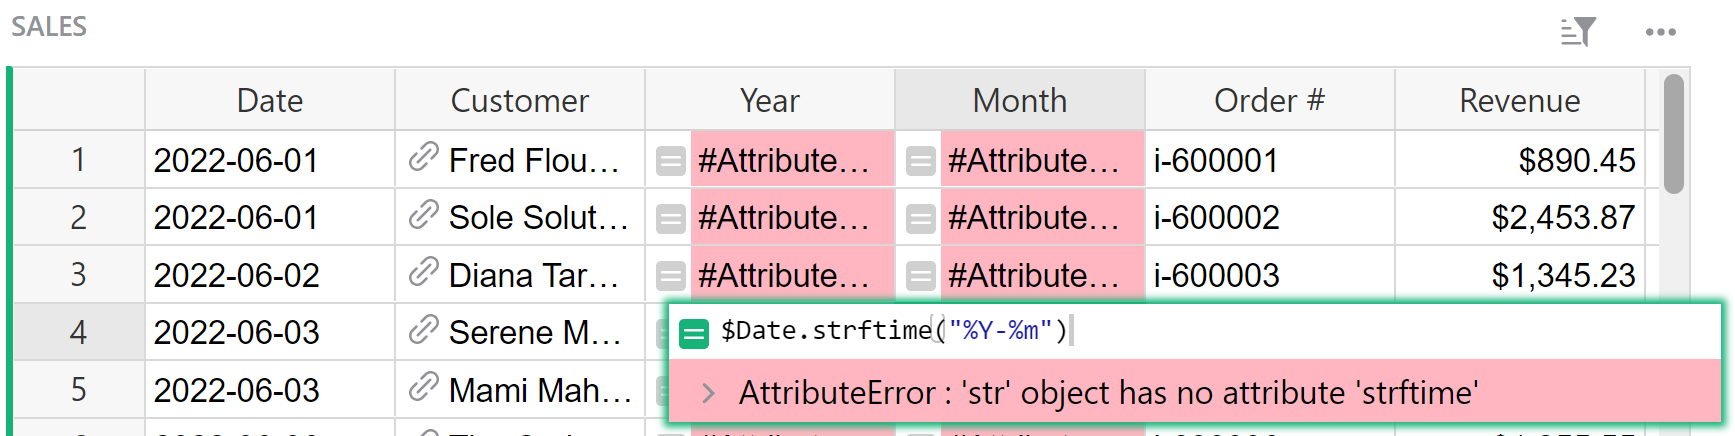 SALES
Date Customer Year Month Order # Revenue
1 2022-06-01 Fred Flou… #Attribute… #Attribute… i-600001 $890.45
2 2022-06-01 Sole Solut… #Attribute… #Attribute… i-600002 $2,453.87
3 2022-06-02 Diana Tar… #Attribute… #Attribute… i-600003 $1,345.23
4 2022-06-03 Serene M… $Date.strftime("%Y-%m")
5 2022-06-03 Mami Mah… AttributeError : 'str' object has no attribute 'strftime'